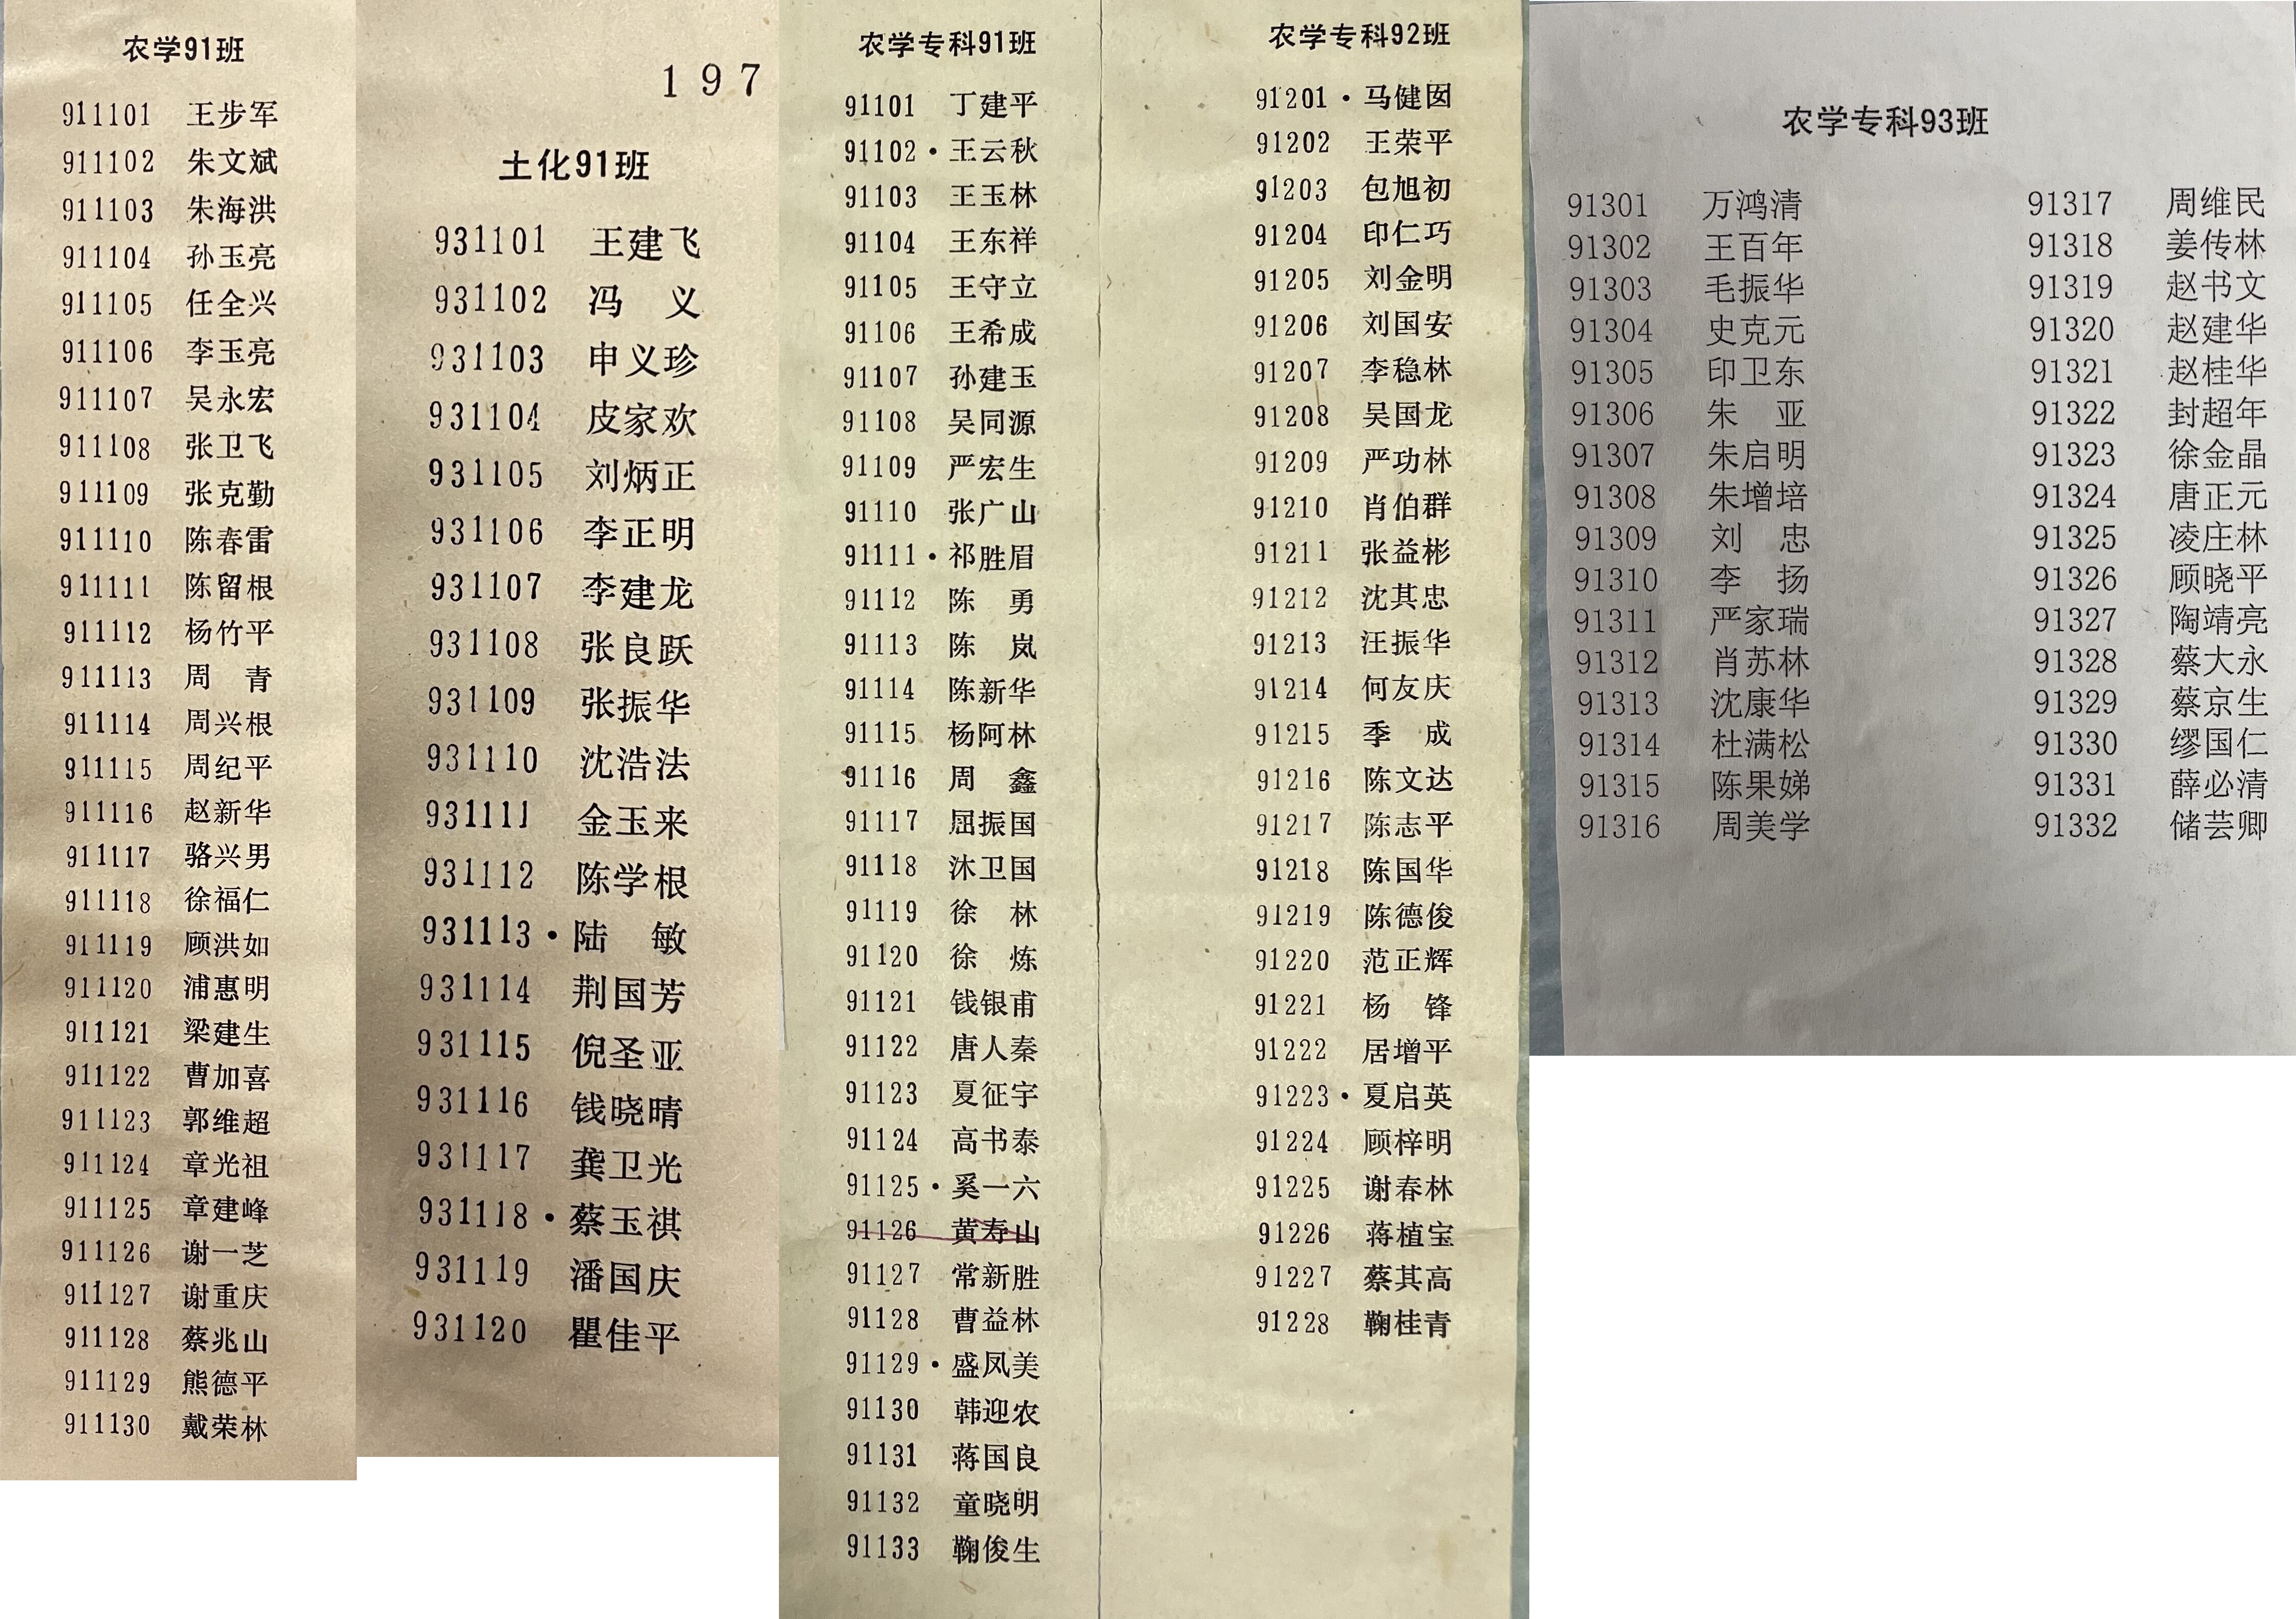 农学91班
911101 王步军
911102 朱文斌
911103 朱海洪
911104 孙玉亮
911105 任全兴
911106 李玉亮
911107 吴永宏
911108 张卫飞
911109 张克勤
911110 陈春雷
911111 陈留根
911112 杨竹平
911113 周 青
911114 周兴根
911115 周纪平
911116 赵新华
911117 骆兴男
911118 徐福仁
911119 顾洪如
911120 浦惠明
911121 梁建生
911122 曹加喜
911123 郭维超
911124 章光祖
911125 章建峰
911126 谢一芝
911127 谢重庆
911128 蔡兆山
911129 熊德平
911130 戴荣林
197
土化91班
931101 王建飞
931102 冯 义
931103 申义珍
931104 皮家欢
931105 刘炳正
931106 李正明
931107 李建龙
931108 张良跃
931109 张振华
931110 沈浩法
931111 金玉来
931112 陈学根
931113·陆 敏
931114 荆国芳
931115 倪圣亚
931116 钱晓晴
931117 龚卫光
931118·蔡玉祺
931119 潘国庆
931120 瞿佳平
农学专科91班
91101 丁建平
91102·王云秋
91103 王玉林
91104 王东祥
91105 王守立
91106 王希成
91107 孙建玉
91108 吴同源
91109 严宏生
91110 张广山
91111·祁胜眉
91112 陈 勇
91113 陈 岚
91114 陈新华
91115 杨阿林
91116 周 鑫
91117 屈振国
91118 沐卫国
91119 徐 林
91120 徐 炼
91121 钱银甫
91122 唐人秦
91123 夏征宇
91124 高书泰
91125·奚一六
91126 黄寿山
91127 常新胜
91128 曹益林
91129·盛凤美
91130 韩迎农
91131 蒋国良
91132 童晓明
91133 鞠俊生
农学专科92班
91201·马健囡
91202 王荣平
91203 包旭初
91204 印仁巧
91205 刘金明
91206 刘国安
91207 李稳林
91208 吴国龙
91209 严功林
91210 肖伯群
91211 张益彬
91212 沈其忠
91213 汪振华
91214 何友庆
91215 季 成
91216 陈文达
91217 陈志平
91218 陈国华
91219 陈德俊
91220 范正辉
91221 杨 锋
91222 居增平
91223·夏启英
91224 顾梓明
91225 谢春林
91226 蒋植宝
91227 蔡其高
91228 鞠桂青
农学专科93班
91301 万鸿清
91302 王百年
91303 毛振华
91304 史克元
91305 印卫东
91306 朱 亚
91307 朱启明
91308 朱增培
91309 刘 忠
91310 李 扬
91311 严家瑞
91312 肖苏林
91313 沈康华
91314 杜满松
91315 陈果娣
91316 周美学
91317 周维民
91318 姜传林
91319 赵书文
91320 赵建华
91321 赵桂华
91322 封超年
91323 徐金晶
91324 唐正元
91325 凌庄林
91326 顾晓平
91327 陶靖亮
91328 蔡大永
91329 蔡京生
91330 缪国仁
91331 薛必清
91332 储芸卿